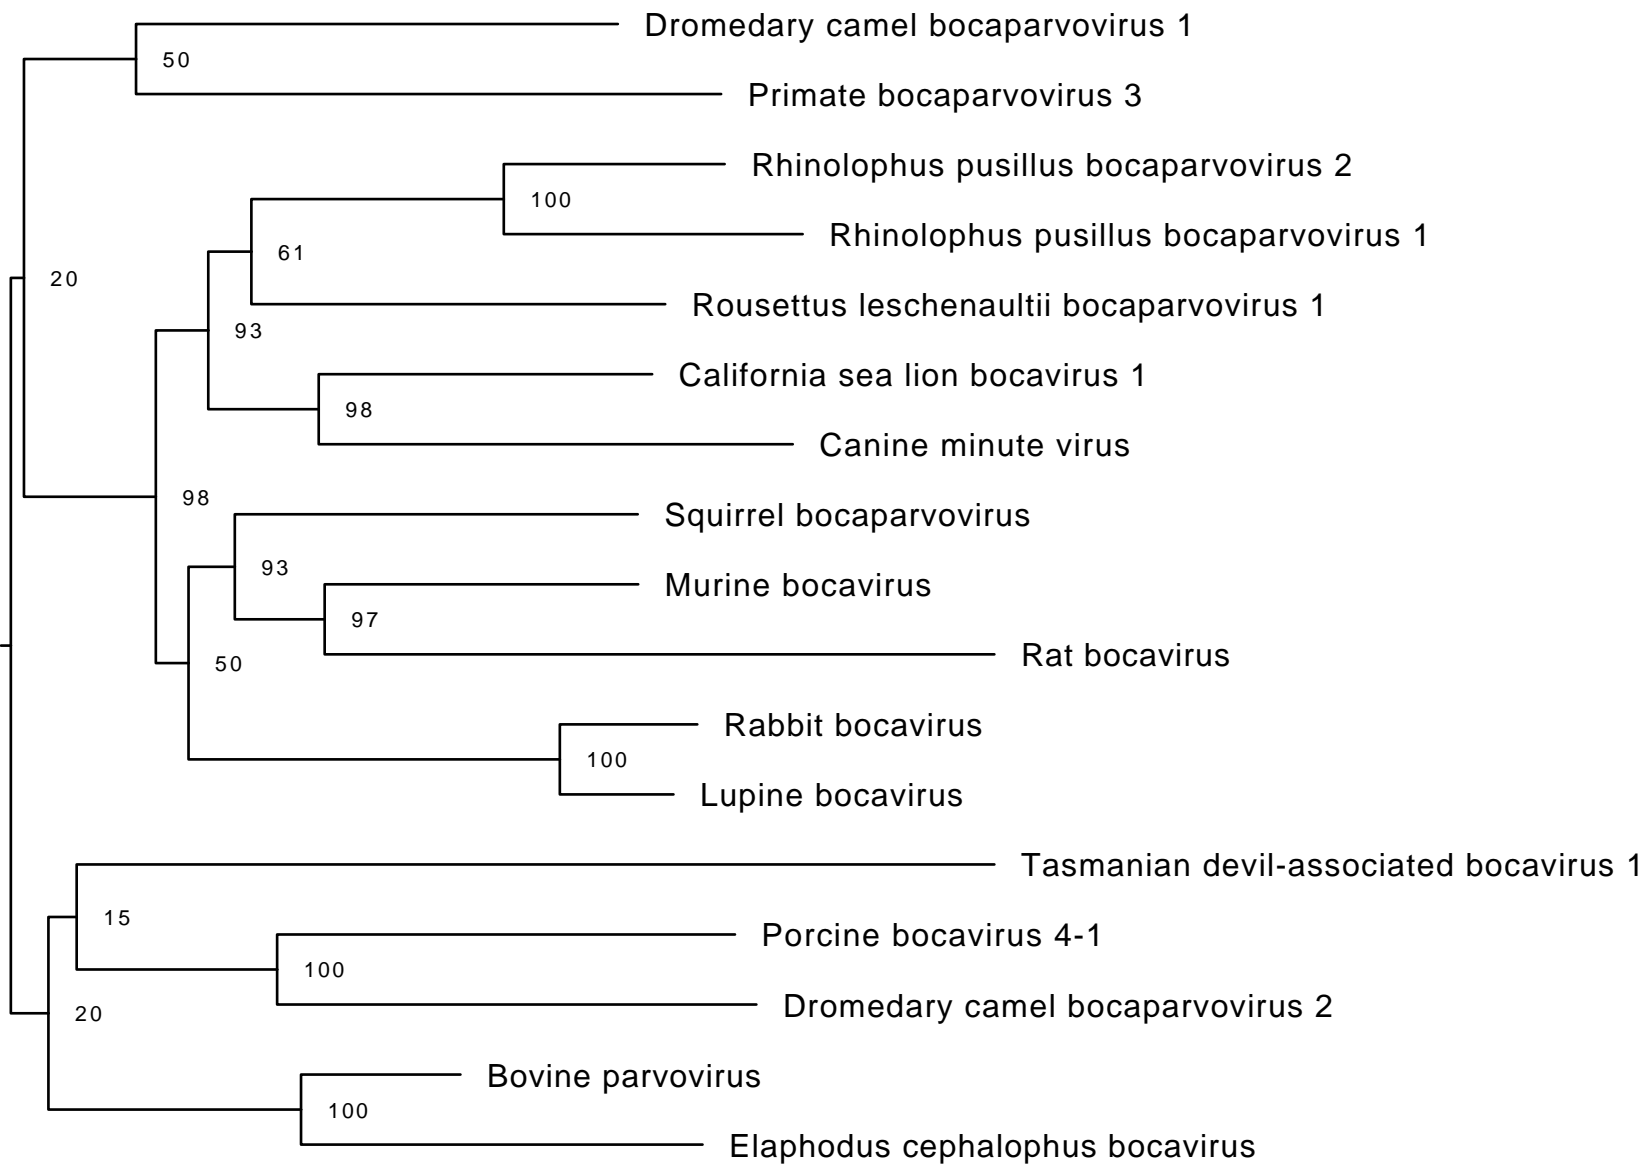 Dromedary camel bocaparvovirus 1
50
Primate bocaparvovirus 3
Rhinolophus pusillus bocaparvovirus 2
100
Rhinolophus pusillus bocaparvovirus 1
61
20
Rousettus leschenaultii bocaparvovirus 1
93
California sea lion bocavirus 1
98
Canine minute virus
98
Squirrel bocaparvovirus
93
Murine bocavirus
97
Rat bocavirus
50
Rabbit bocavirus
100
Lupine bocavirus
Tasmanian devil-associated bocavirus 1
15
Porcine bocavirus 4-1
100
Dromedary camel bocaparvovirus 2
20
Bovine parvovirus
100
Elaphodus cephalophus bocavirus